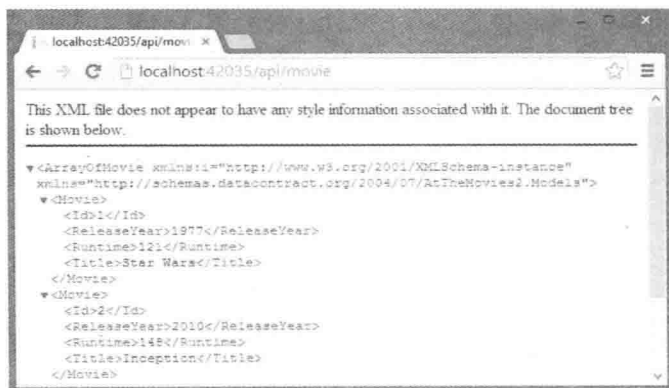 localhost:42035/api/movi
localhost:42035/api/movie
This XML file does not appear to have any style information associated with it. The document tree
is shown below.
▼<ArrayOfMovie xmlns:i="http://www.w3.org/2001/XMLSchema-instance"
xmlns="http://schemas.datacontract.org/2004/07/AtTheMovies2.Models">
▼<Movie>
<Id>1</Id>
<ReleaseYear>1977</ReleaseYear>
<Runtime>121</Runtime>
<Title>Star Wars</Title>
</Movie>
▼<Movie>
<Id>2</Id>
<ReleaseYear>2010</ReleaseYear>
<Runtime>148</Runtime>
<Title>Inception</Title>
</Movie>